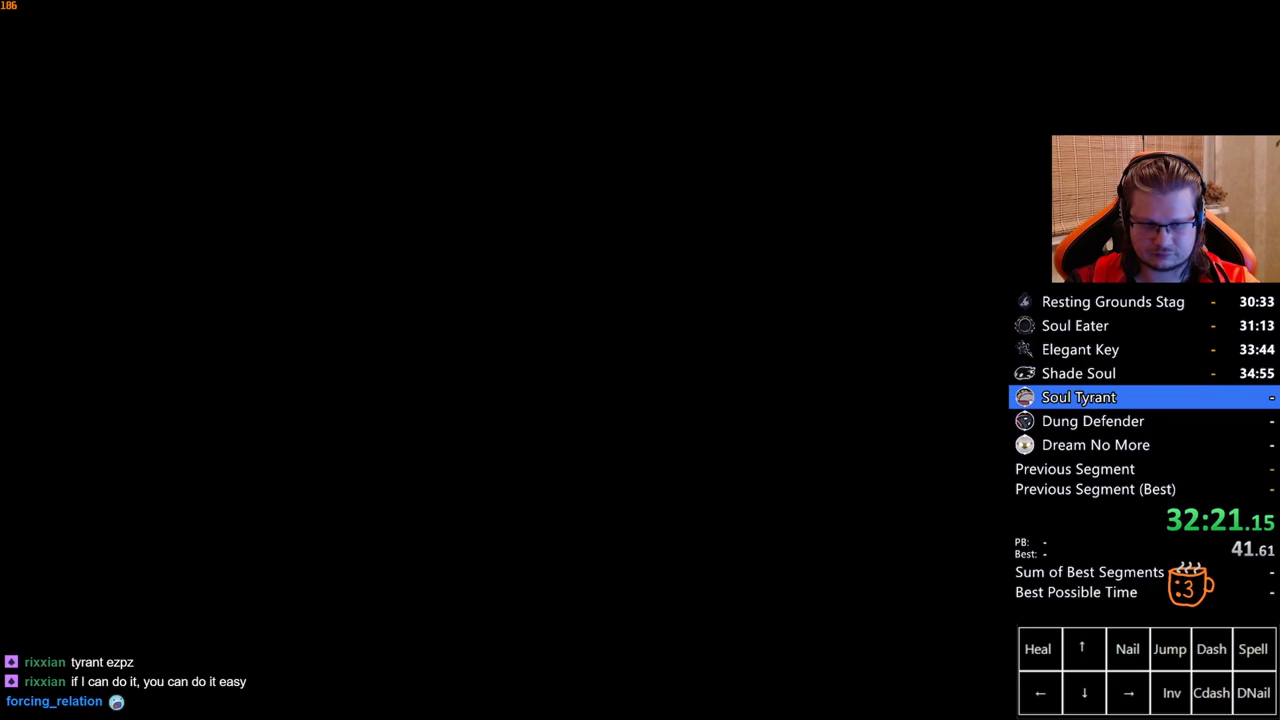 186
Resting Grounds Stag - 30:33
Soul Eater - 31:13
Elegant Key - 33:44
Shade Soul - 34:55
Soul Tyrant -
Dung Defender -
Dream No More -
Previous Segment -
Previous Segment (Best) -
32:21.15
PB: -
41.61
Best: -
Sum of Best Segments -
Best Possible Time -
:3
Heal ↑ Nail Jump Dash Spell
← ↓ → Inv Cdash DNail
rixxian tyrant ezpz
rixxian if I can do it, you can do it easy
forcing_relation